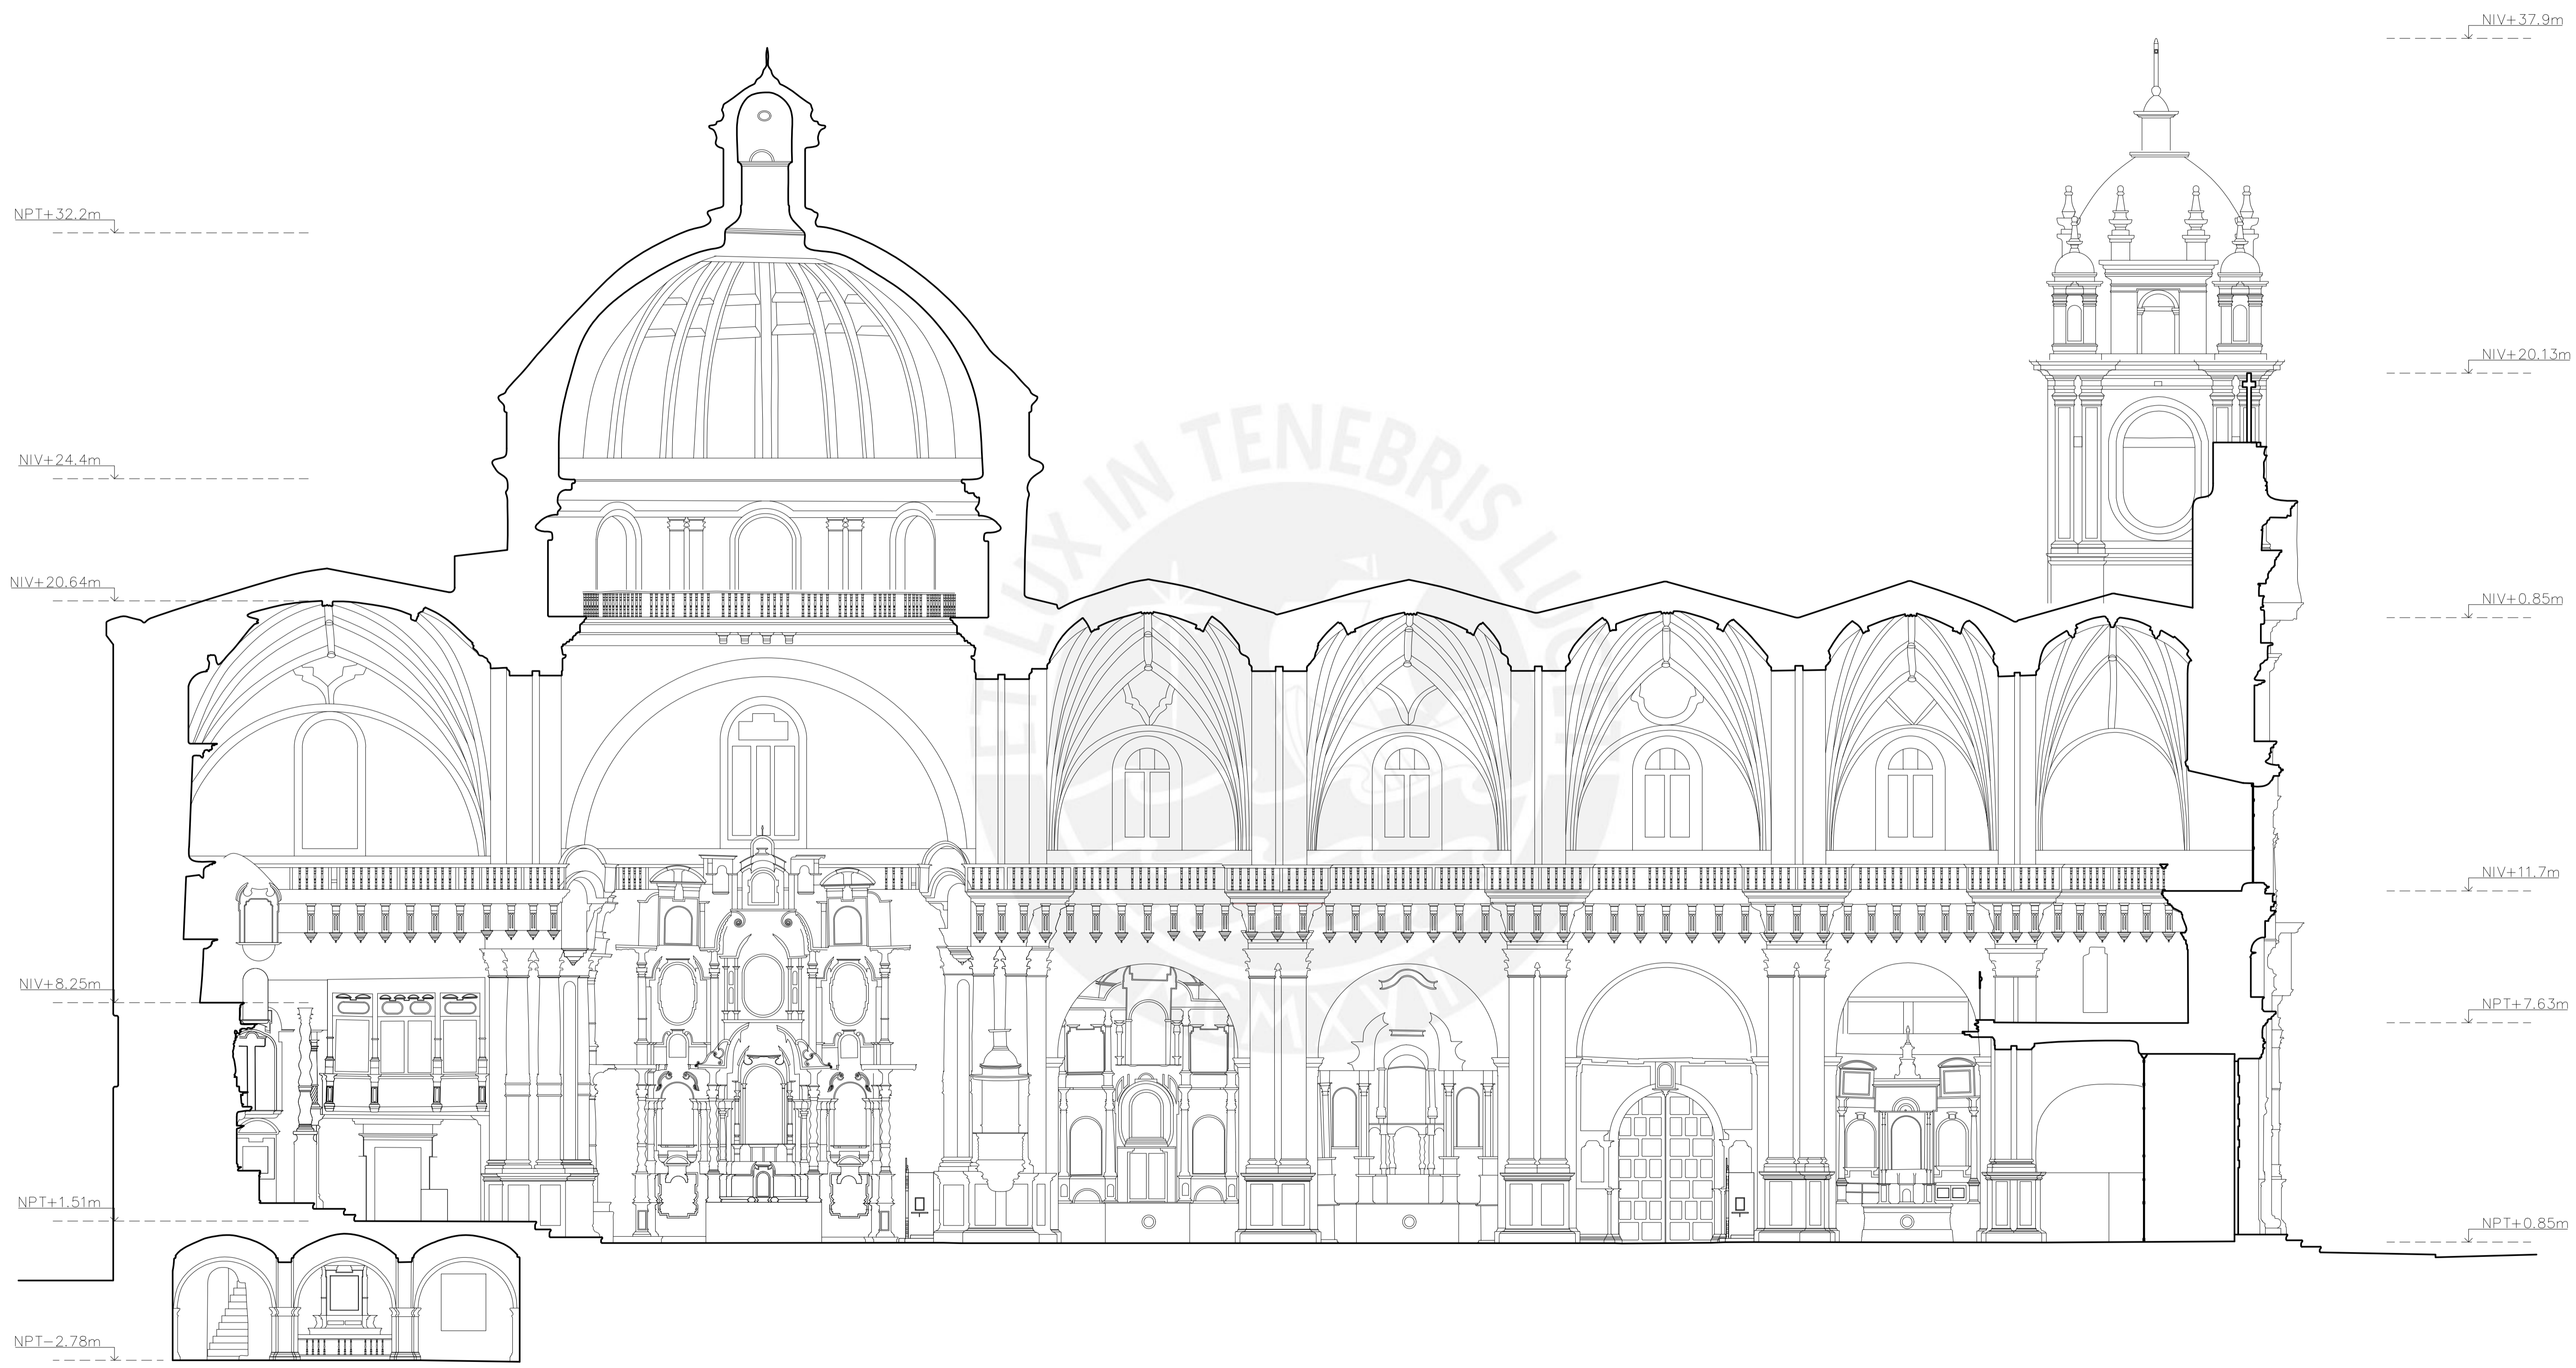 NIV+37.9m
NPT+32.2m
NIV+20.13m
NIV+24.4m
NIV+20.64m
NIV+0.85m
NIV+11.7m
NIV+8.25m
NPT+7.63m
NPT+1.51m
NPT+0.85m
NPT-2.78m
ET LUX IN TENEBRIS LUCET